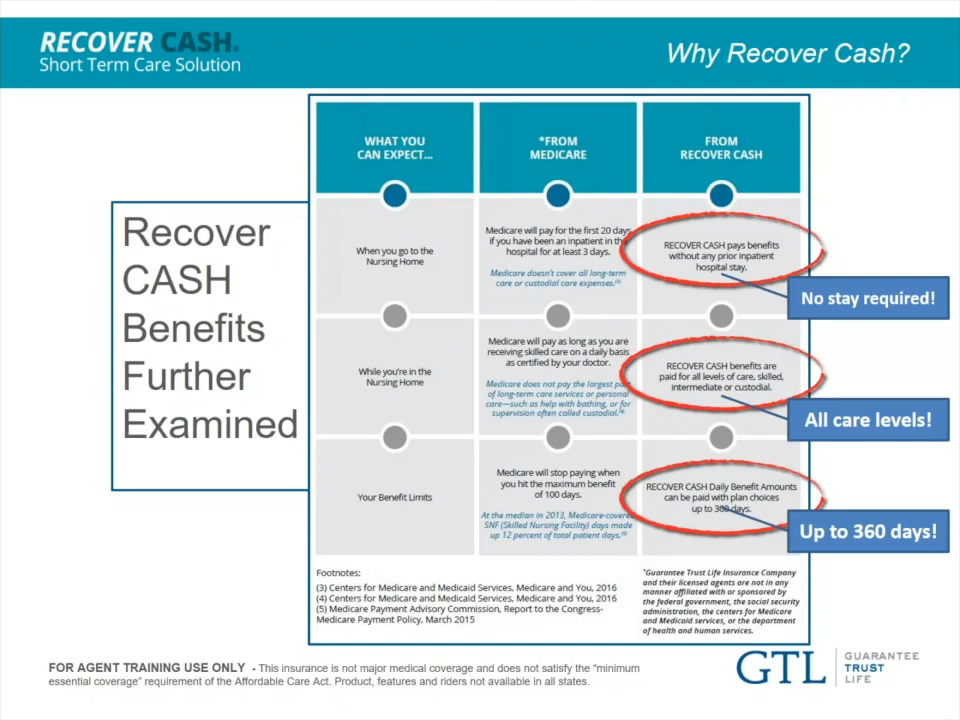 RECOVER CASH®
Short Term Care Solution
Why Recover Cash?
Recover
CASH
Benefits
Further
Examined
WHAT YOU
CAN EXPECT...
*FROM
MEDICARE
FROM
RECOVER CASH
When you go to the
Nursing Home
Medicare will pay for the first 20 days
if you have been an inpatient in the
hospital for at least 3 days.
Medicare doesn't cover all long-term
care or custodial care expenses.(3)
RECOVER CASH pays benefits
without any prior inpatient
hospital stay.
No stay required!
While you're in the
Nursing Home
Medicare will pay as long as you are
receiving skilled care on a daily basis
as certified by your doctor.
Medicare does not pay the largest part
of long-term care services or personal
care—such as help with bathing, or for
supervision often called custodial.(4)
RECOVER CASH benefits are
paid for all levels of care, skilled,
intermediate or custodial.
All care levels!
Your Benefit Limits
Medicare will stop paying when
you hit the maximum benefit
of 100 days.
At the median in 2013, Medicare-covered
SNF (Skilled Nursing Facility) days made
up 12 percent of total patient days.(5)
RECOVER CASH Daily Benefit Amounts
can be paid with plan choices
up to 360 days.
Up to 360 days!
Footnotes:
(3) Centers for Medicare and Medicaid Services, Medicare and You, 2016
(4) Centers for Medicare and Medicaid Services, Medicare and You, 2016
(5) Medicare Payment Advisory Commission, Report to the Congress-
Medicare Payment Policy, March 2015
*Guarantee Trust Life Insurance Company
and their licensed agents are not in any
manner affiliated with or sponsored by
the federal government, the social security
administration, the centers for Medicare
and Medicaid services, or the department
of health and human services.
FOR AGENT TRAINING USE ONLY - This insurance is not major medical coverage and does not satisfy the "minimum
essential coverage" requirement of the Affordable Care Act. Product, features and riders not available in all states.
GTL
GUARANTEE
TRUST
LIFE